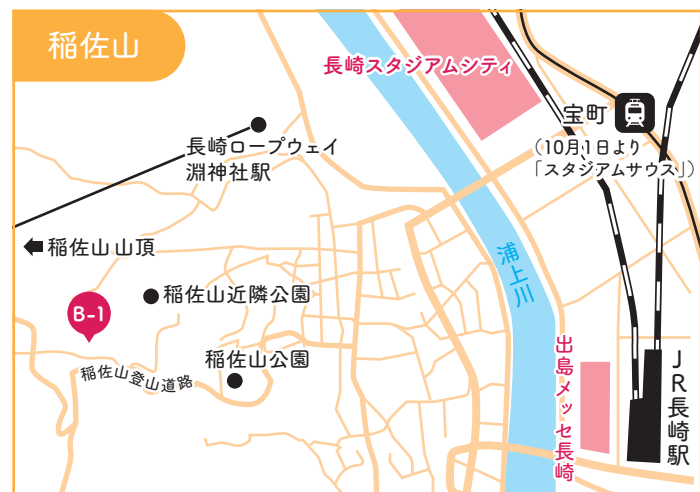 稲佐山
長崎スタジアムシティ
宝町
(10月1日より
「スタジアムサウス」)
長崎ロープウェイ
淵神社駅
稲佐山山頂
稲佐山近隣公園
B-1
浦上川
稲佐山公園
稲佐山登山道路
出島メッセ長崎
JR長崎駅